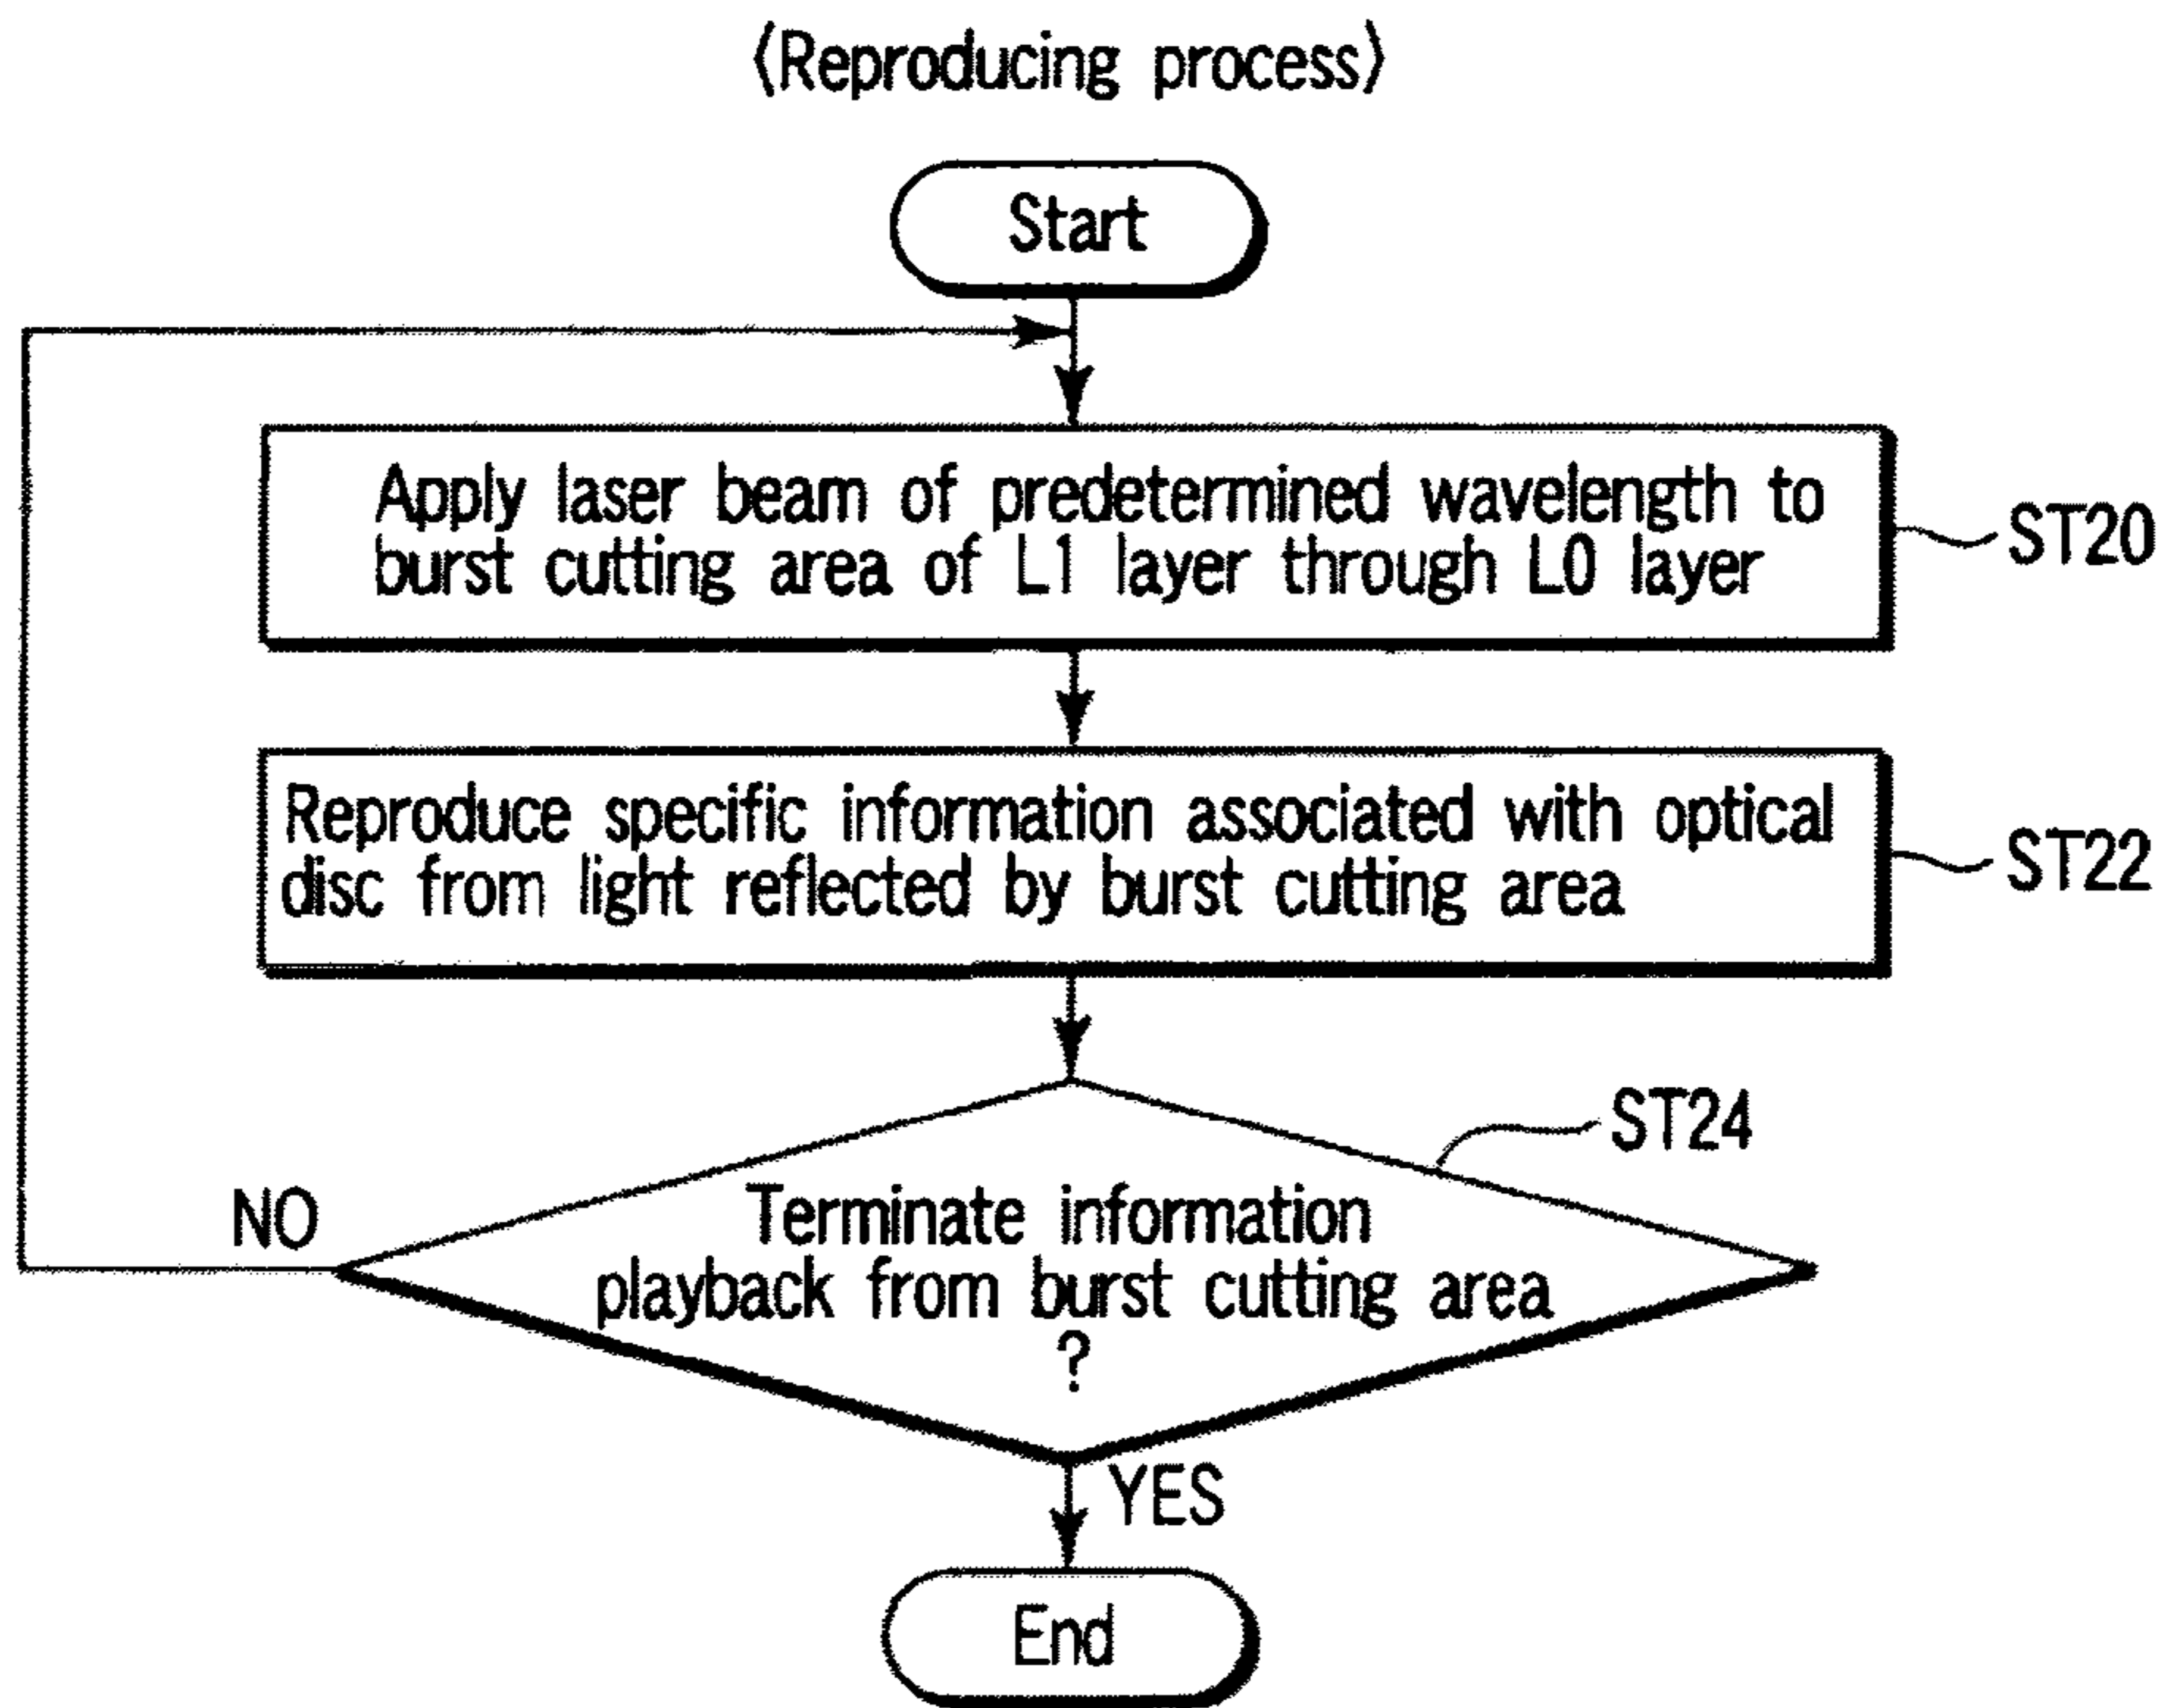 (Reproducing process)
Start
Apply laser beam of predetermined wavelength to
burst cutting area of L1 layer through L0 layer
ST20
Reproduce specific information associated with optical
disc from light reflected by burst cutting area
ST22
ST24
Terminate information
playback from burst cutting area
?
NO
YES
End